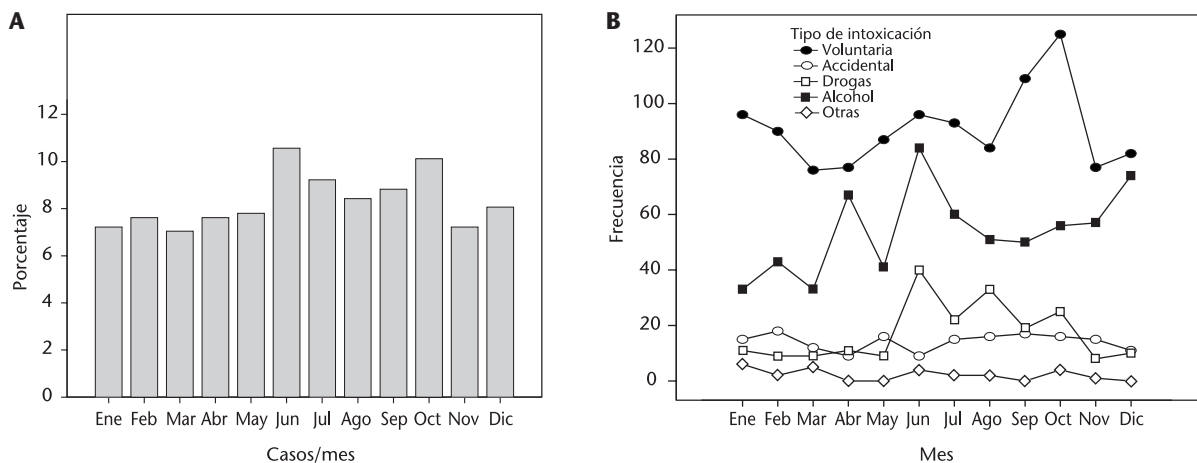 A
Porcentaje
12
10
8
6
4
2
0
Ene Feb Mar Abr May Jun Jul Ago Sep Oct Nov Dic
Casos/mes
B
Tipo de intoxicación
Voluntaria
Accidental
Drogas
Alcohol
Otras
Frecuencia
120
100
80
60
40
20
0
Ene Feb Mar Abr May Jun Jul Ago Sep Oct Nov Dic
Mes